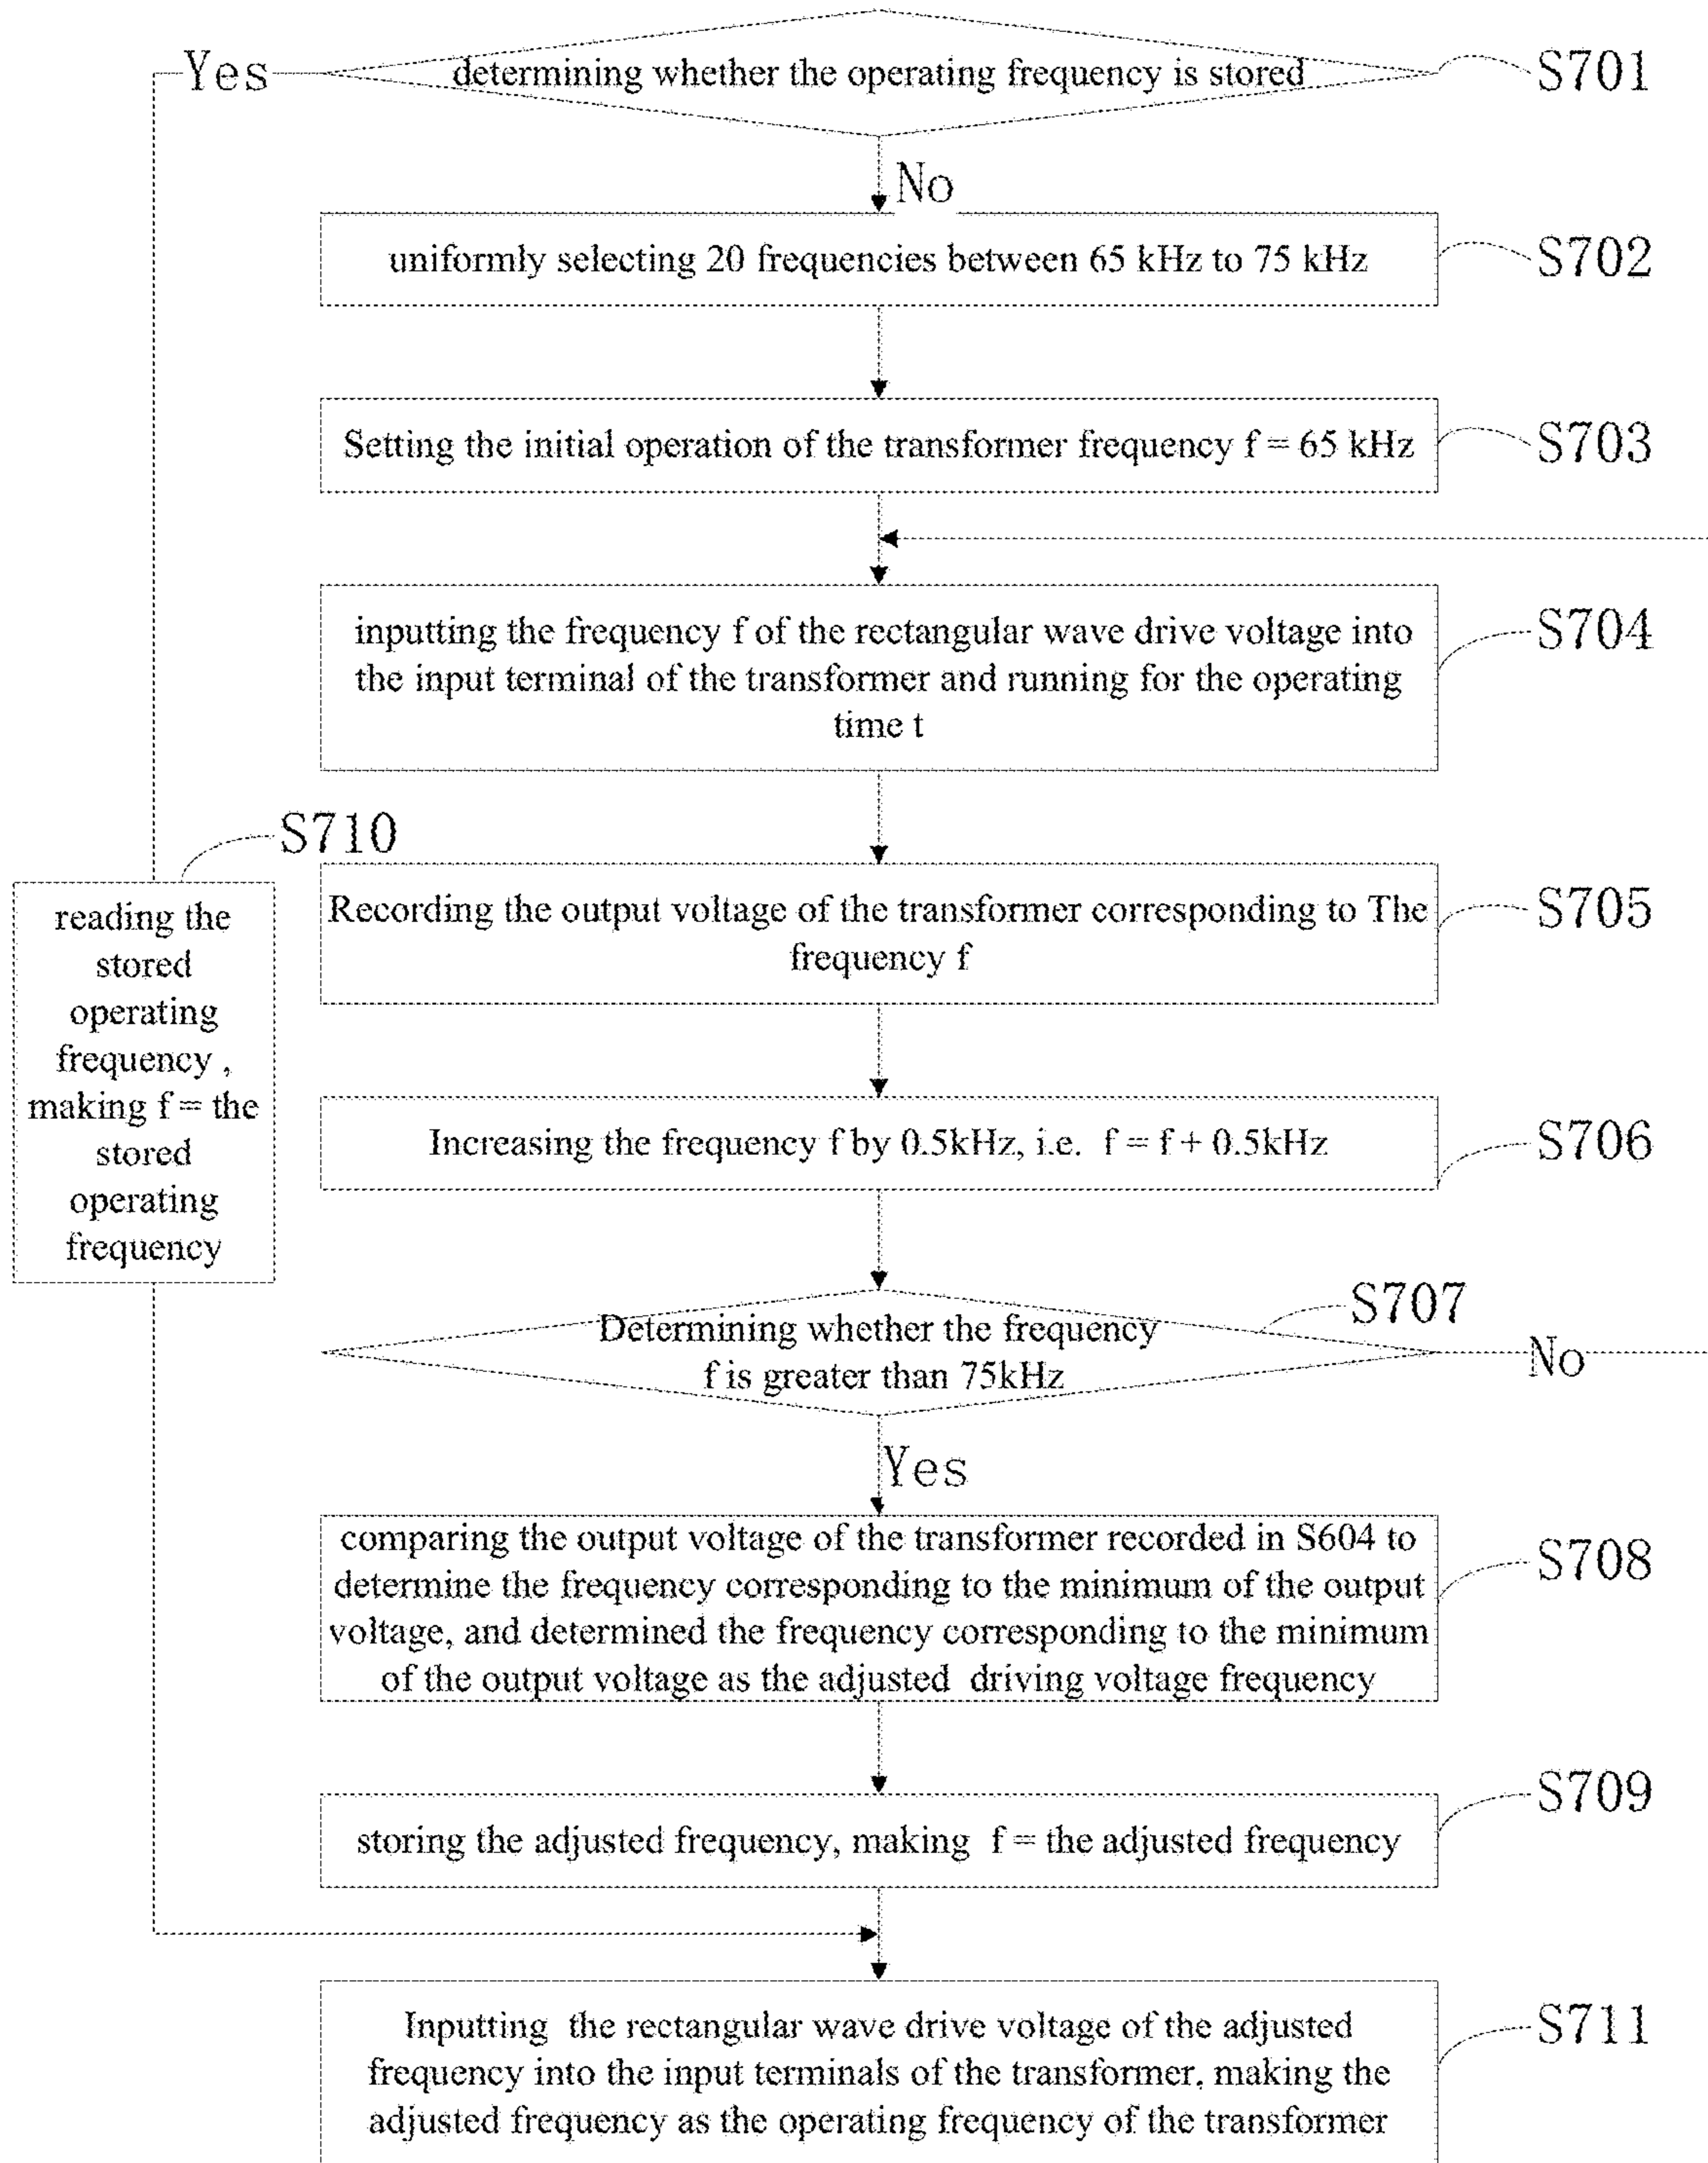 Yes
determining whether the operating frequency is stored
S701
No
uniformly selecting 20 frequencies between 65 kHz to 75 kHz
S702
Setting the initial operation of the transformer frequency f = 65 kHz
S703
inputting the frequency f of the rectangular wave drive voltage into
the input terminal of the transformer and running for the operating
time t
S704
S710
reading the
stored
operating
frequency ,
making f = the
stored
operating
frequency
Recording the output voltage of the transformer corresponding to The
frequency f
S705
Increasing the frequency f by 0.5kHz, i.e. f = f + 0.5kHz
S706
Determining whether the frequency
f is greater than 75kHz
S707
No
Yes
comparing the output voltage of the transformer recorded in S604 to
determine the frequency corresponding to the minimum of the output
voltage, and determined the frequency corresponding to the minimum
of the output voltage as the adjusted driving voltage frequency
S708
storing the adjusted frequency, making f = the adjusted frequency
S709
Inputting the rectangular wave drive voltage of the adjusted
frequency into the input terminals of the transformer, making the
adjusted frequency as the operating frequency of the transformer
S711